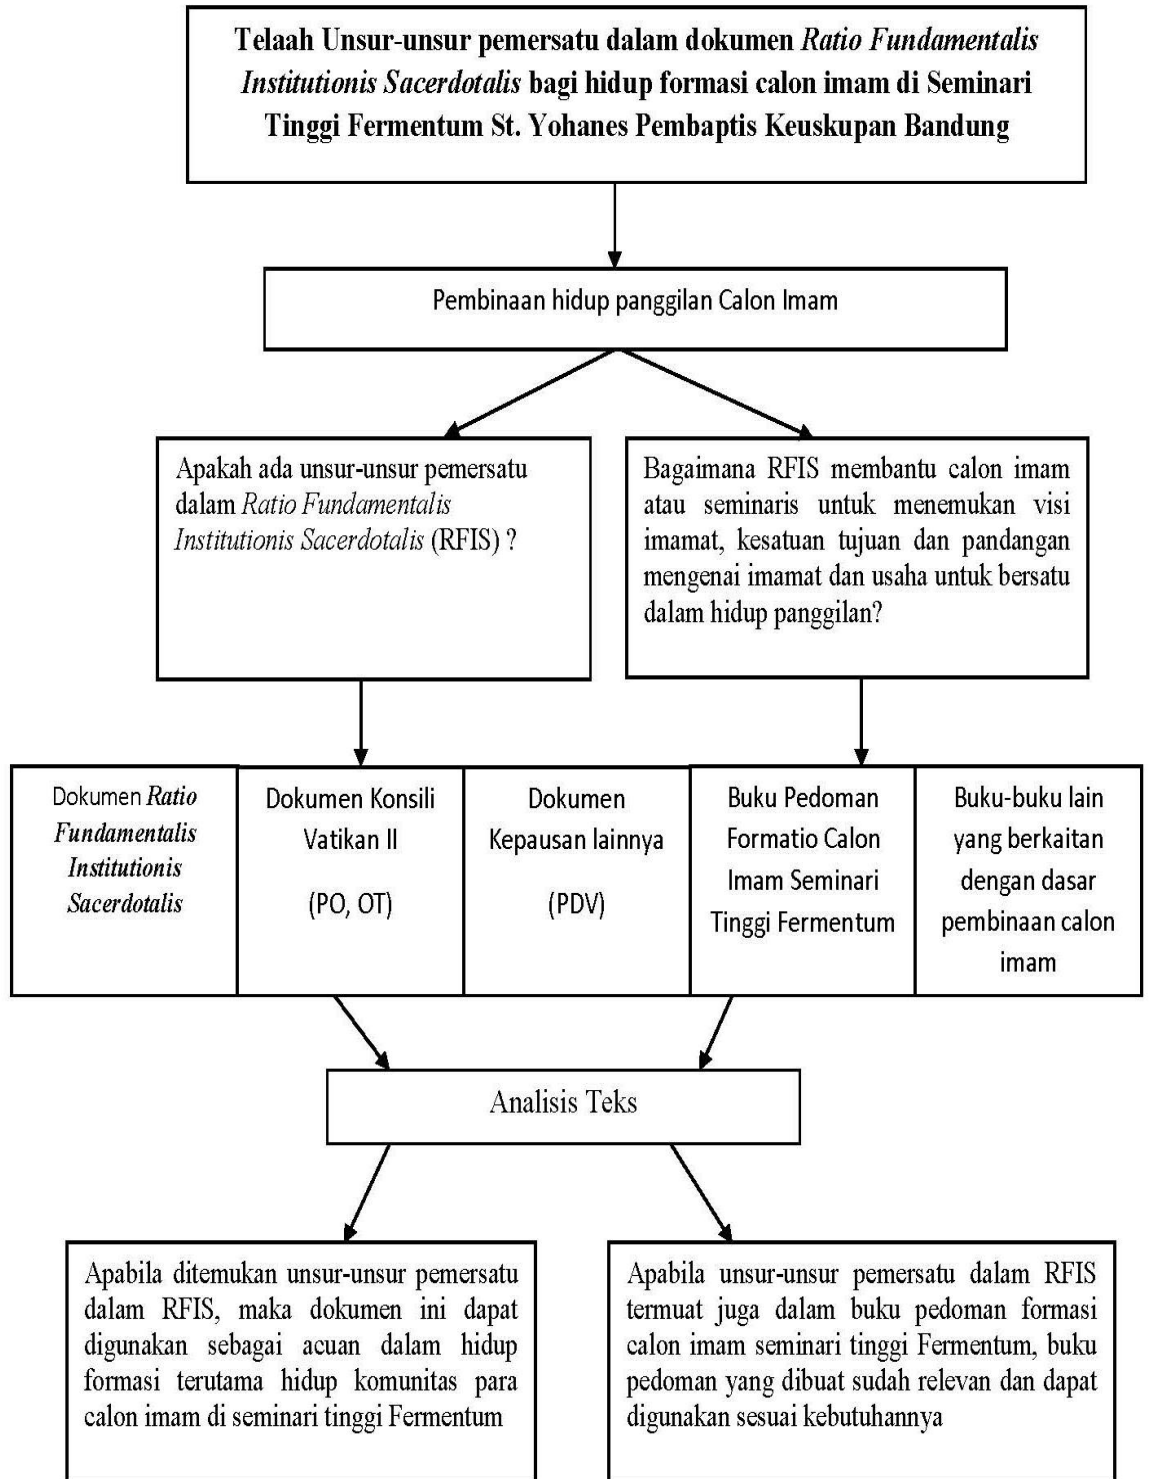 Telaah Unsur-unsur pemersatu dalam dokumen Ratio Fundamentalis
Institutionis Sacerdotalis bagi hidup formasi calon imam di Seminari
Tinggi Fermentum St. Yohanes Pembaptis Keuskupan Bandung
Pembinaan hidup panggilan Calon Imam
Apakah ada unsur-unsur pemersatu
dalam Ratio Fundamentalis
Institutionis Sacerdotalis (RFIS) ?
Bagaimana RFIS membantu calon imam
atau seminaris untuk menemukan visi
imamat, kesatuan tujuan dan pandangan
mengenai imamat dan usaha untuk bersatu
dalam hidup panggilan?
Dokumen Ratio
Fundamentalis
Institutionis
Sacerdotalis
Dokumen Konsili
Vatikan II
(PO, OT)
Dokumen
Kepausan lainnya
(PDV)
Buku Pedoman
Formatio Calon
Imam Seminari
Tinggi Fermentum
Buku-buku lain
yang berkaitan
dengan dasar
pembinaan calon
imam
Analisis Teks
Apabila ditemukan unsur-unsur pemersatu
dalam RFIS, maka dokumen ini dapat
digunakan sebagai acuan dalam hidup
formasi terutama hidup komunitas para
calon imam di seminari tinggi Fermentum
Apabila unsur-unsur pemersatu dalam RFIS
termuat juga dalam buku pedoman formasi
calon imam seminari tinggi Fermentum, buku
pedoman yang dibuat sudah relevan dan dapat
digunakan sesuai kebutuhannya